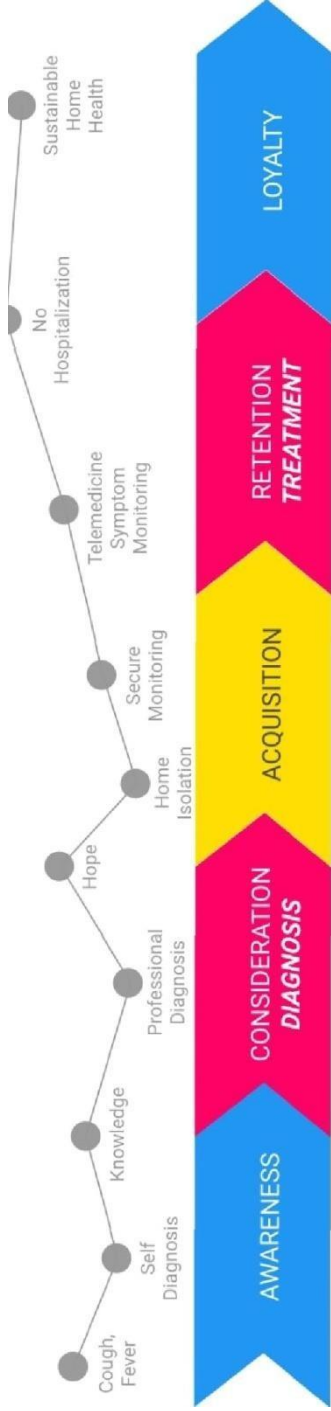 Cough,
Fever
Self
Diagnosis
Knowledge
Professional
Diagnosis
Hope
Home
Isolation
Secure
Monitoring
Telemedicine
Symptom
Monitoring
No
Hospitalization
Sustainable
Home
Health
AWARENESS
CONSIDERATION
DIAGNOSIS
ACQUISITION
RETENTION
TREATMENT
LOYALTY